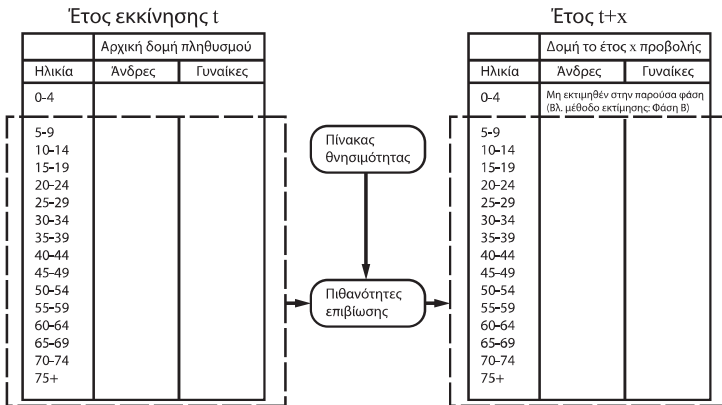 Έτος εκκίνησης t
Αρχική δομή πληθυσμού
Ηλικία Άνδρες Γυναίκες
0-4
5-9
10-14
15-19
20-24
25-29
30-34
35-39
40-44
45-49
50-54
55-59
60-64
65-69
70-74
75+
Πίνακας
θνησιμότητας
Πιθανότητες
επιβίωσης
Έτος t+x
Δομή το έτος x προβολής
Ηλικία Άνδρες Γυναίκες
0-4 Μη εκτιμηθέν στην παρούσα φάση
(Βλ. μέθοδο εκτίμησης: Φάση Β)
5-9
10-14
15-19
20-24
25-29
30-34
35-39
40-44
45-49
50-54
55-59
60-64
65-69
70-74
75+